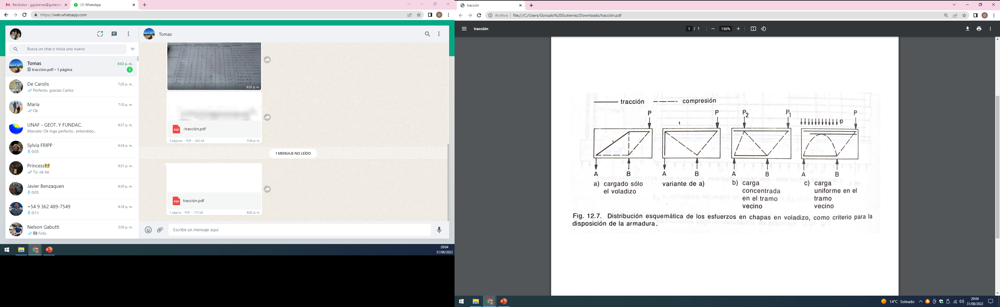 Recibidos - ggutierrez@gutierrez
(1) WhatsApp
https://web.whatsapp.com
Tomas
Busca un chat o inicia uno nuevo
Tomas
8:02 p. m.
tracción.pdf • 1 página
1
De Carolis
7:20 p. m.
Perfecto, gracias Carlos
Maria
7:10 p. m.
Ok
UNAF - GEOT. Y FUNDAC.
6:37 p. m.
Marcelo: Ok Inge perfecto.. entendido..
Sylvia FRIPP
6:34 p. m.
0:05
Princess👑
6:31 p. m.
Tú: ok be
Javier Benzaquen
6:30 p. m.
0:05
+54 9 362 489-7549
6:18 p. m.
0:11
Nelson Gabutti
5:50 p. m.
Foto
6:32 p. m.
PDF
-tracción.pdf
3 páginas • PDF • 462 kB
7:34 p. m.
1 MENSAJE NO LEÍDO
PDF
tracción.pdf
1 página • PDF • 175 kB
8:02 p. m.
Escribe un mensaje aquí
20:04
31/08/2022
tracción
Archivo
file:///C:/Users/Gonzalo%20Gutierrez/Downloads/tracción.pdf
tracción
1 / 1
150%
tracción
compresión
P
P
P2
P1
p
P
A
B
A
B
A
B
A
B
a) cargado sólo
el voladizo
variante de a)
b) carga
concentrada
en el tramo
vecino
c) carga
uniforme en el
tramo
vecino
Fig. 12.7. Distribución esquemática de los esfuerzos en chapas en voladizo, como criterio para la
disposición de la armadura.
14°C Soleado
20:04
31/08/2022